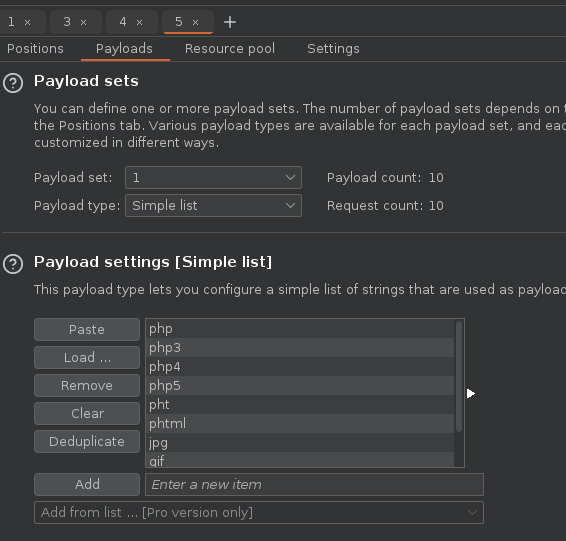 1 × 3 × 4 × 5 × +
Positions Payloads Resource pool Settings
? Payload sets
You can define one or more payload sets. The number of payload sets depends on
the Positions tab. Various payload types are available for each payload set, and
customized in different ways.
Payload set: 1 Payload count: 10
Payload type: Simple list Request count: 10
? Payload settings [Simple list]
This payload type lets you configure a simple list of strings that are used as payload
Paste
Load ...
Remove
Clear
Deduplicate
php
php3
php4
php5
pht
phtml
jpg
gif
Add Enter a new item
Add from list ... [Pro version only]